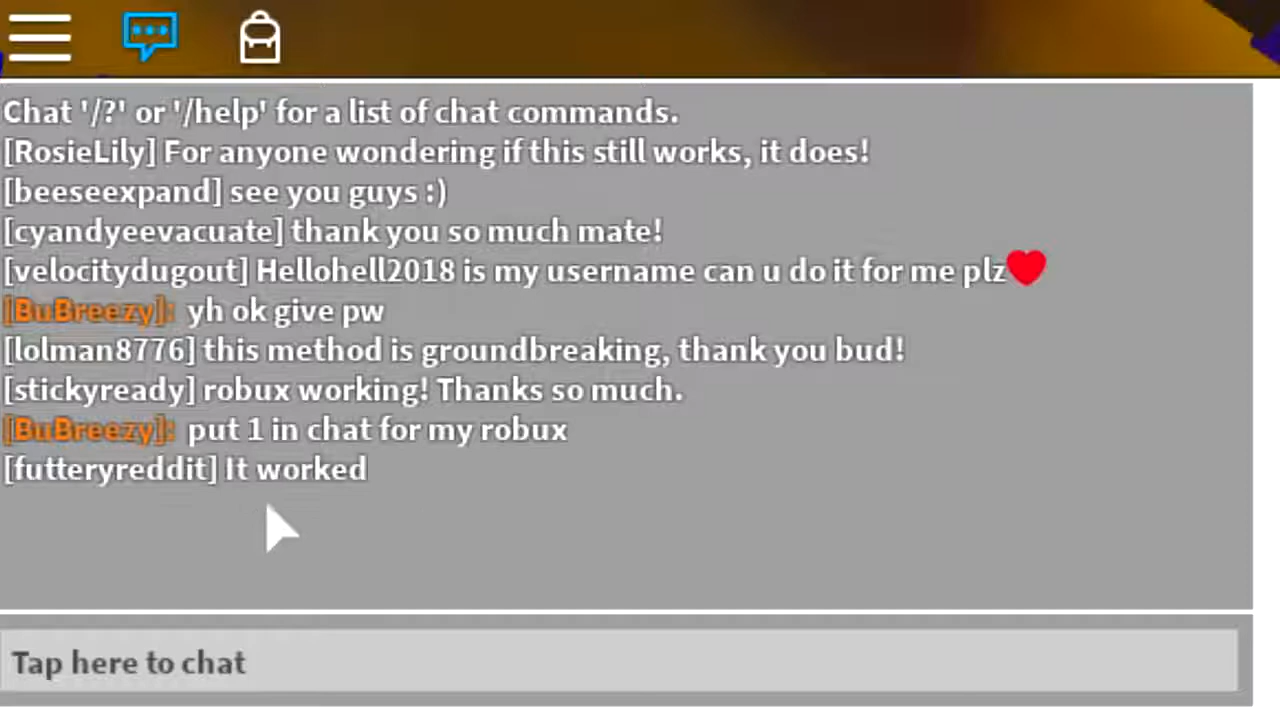 Chat '/?' or '/help' for a list of chat commands.
[RosieLily] For anyone wondering if this still works, it does!
[beeseexpand] see you guys :)
[cyandyeevacuate] thank you so much mate!
[velocitydugout] Hellohell2018 is my username can u do it for me plz❤️
[BuBreezy]: yh ok give pw
[lolman8776] this method is groundbreaking, thank you bud!
[stickyready] robux working! Thanks so much.
[BuBreezy]: put 1 in chat for my robux
[futteryreddit] It worked
Tap here to chat